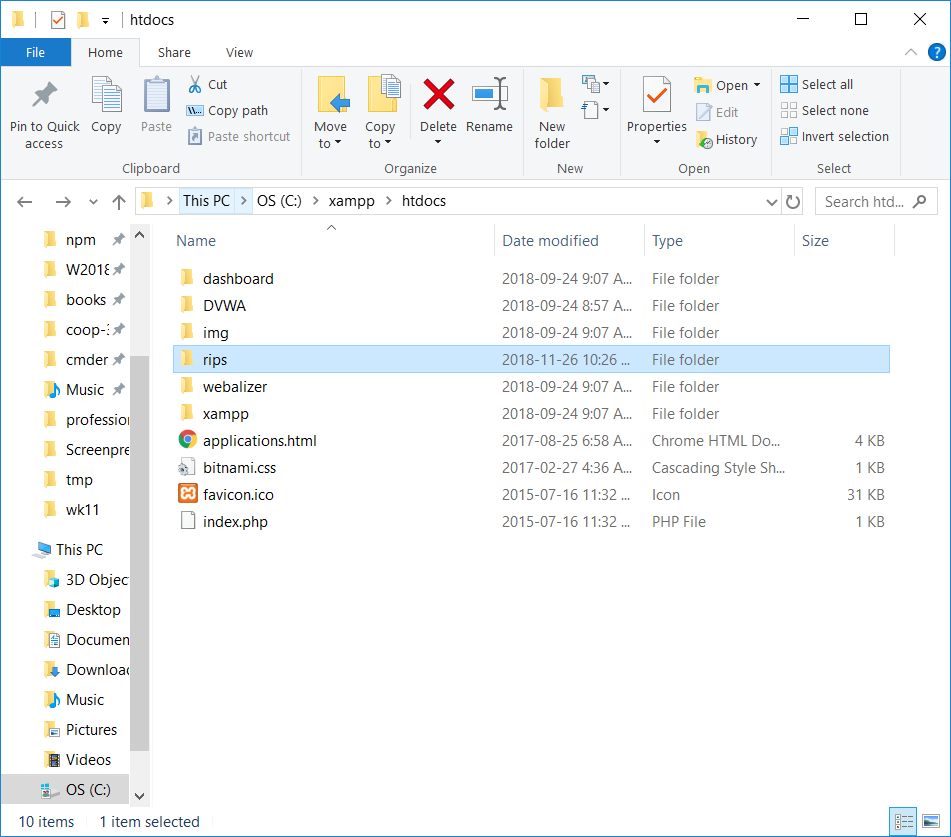 htdocs
File Home Share View
Pin to Quick access
Copy
Paste
Cut
Copy path
Paste shortcut
Clipboard
Move to
Copy to
Delete
Rename
Organize
New folder
New
Properties
Open
Edit
History
Open
Select all
Select none
Invert selection
Select
This PC > OS (C:) > xampp > htdocs
Search htd...
npm
W2018
books
coop-3
cmder
Music
profession
Screenpre
tmp
wk11
This PC
3D Objec
Desktop
Documen
Downloac
Music
Pictures
Videos
OS (C:)
Name Date modified Type Size
dashboard 2018-09-24 9:07 A... File folder
DVWA 2018-09-24 8:57 A... File folder
img 2018-09-24 9:07 A... File folder
rips 2018-11-26 10:26 ... File folder
webalizer 2018-09-24 9:07 A... File folder
xampp 2018-09-24 9:07 A... File folder
applications.html 2017-08-25 6:58 A... Chrome HTML Do... 4 KB
bitnami.css 2017-02-27 4:36 A... Cascading Style Sh... 1 KB
favicon.ico 2015-07-16 11:32 ... Icon 31 KB
index.php 2015-07-16 11:32 ... PHP File 1 KB
10 items 1 item selected